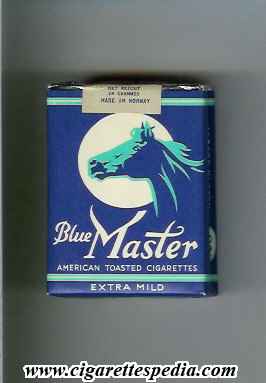 NET WEIGHT
24 GRAMMES
MADE IN NORWAY
Blue Master
AMERICAN TOASTED CIGARETTES
EXTRA MILD
www.cigarettespedia.com